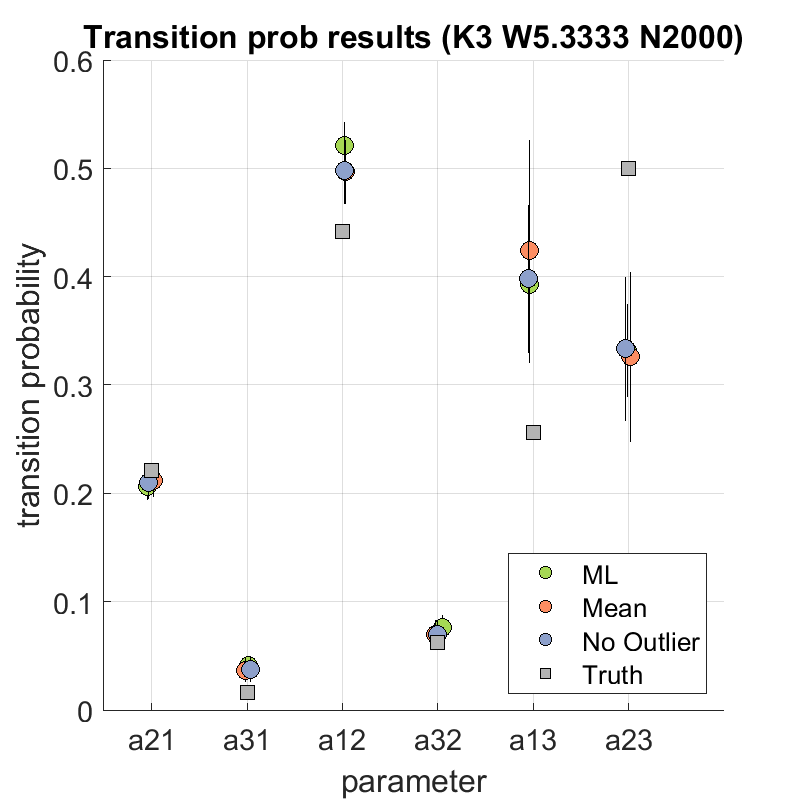 Transition prob results (K3 W5.3333 N2000)
0.6
0.5
0.4
0.3
0.2
0.1
0
transition probability
a21 a31 a12 a32 a13 a23
parameter
ML
Mean
No Outlier
Truth